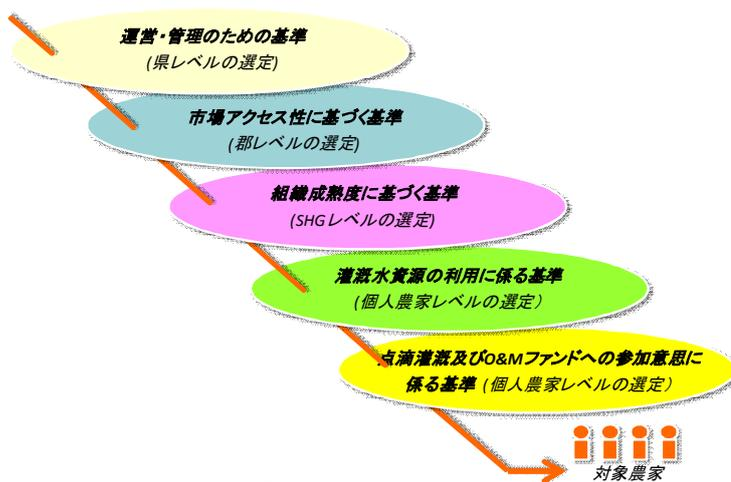 運営・管理のための基準
(県レベルの選定)
市場アクセス性に基づく基準
(郡レベルの選定)
組織成熟度に基づく基準
(SHGレベルの選定)
灌漑水資源の利用に係る基準
(個人農家レベルの選定）
点滴灌漑及びO&Mファンドへの参加意思に
係る基準 (個人農家レベルの選定）
対象農家